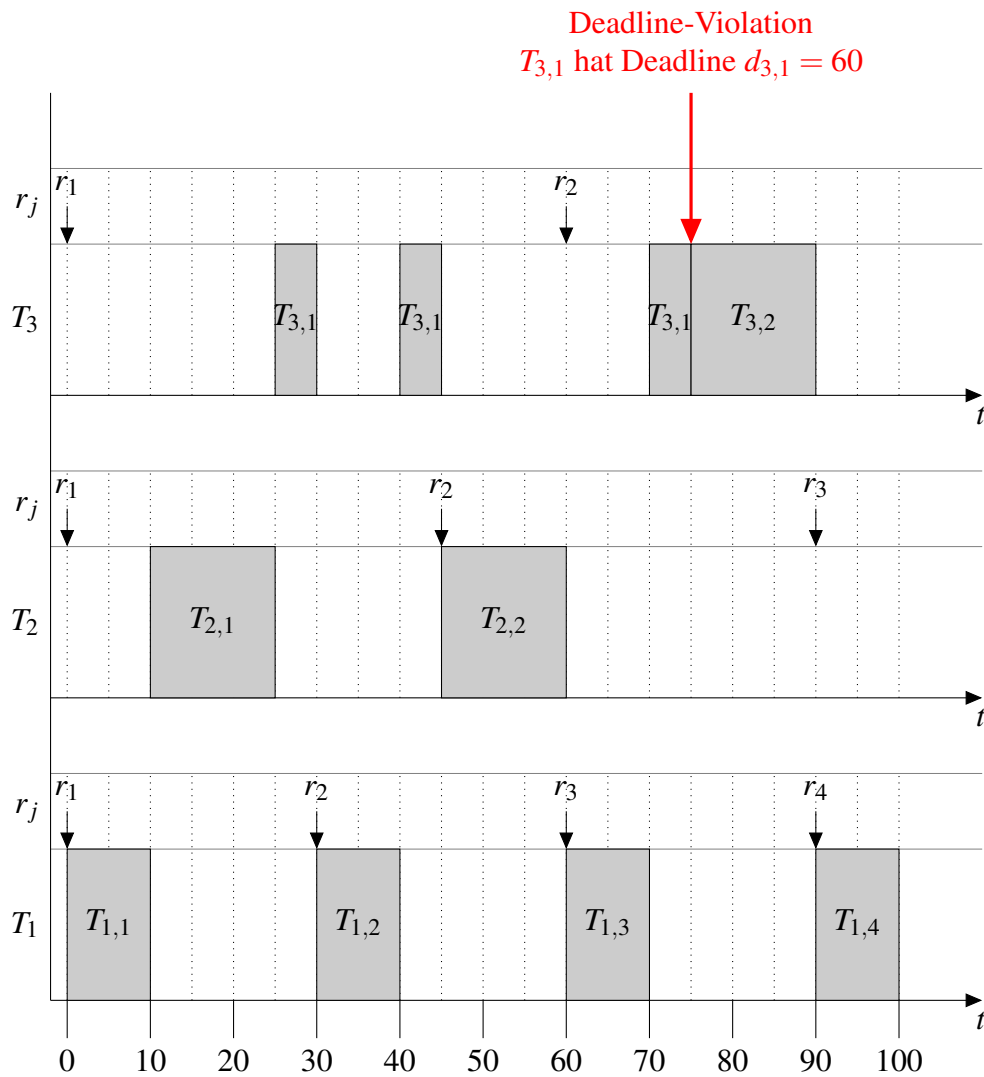 Deadline-Violation
T3,1 hat Deadline d3,1 = 60
rj r1 r2
T3 T3,1 T3,1 T3,1 T3,2
t
rj r1 r2 r3
T2 T2,1 T2,2
t
rj r1 r2 r3 r4
T1 T1,1 T1,2 T1,3 T1,4
t
0 10 20 30 40 50 60 70 80 90 100